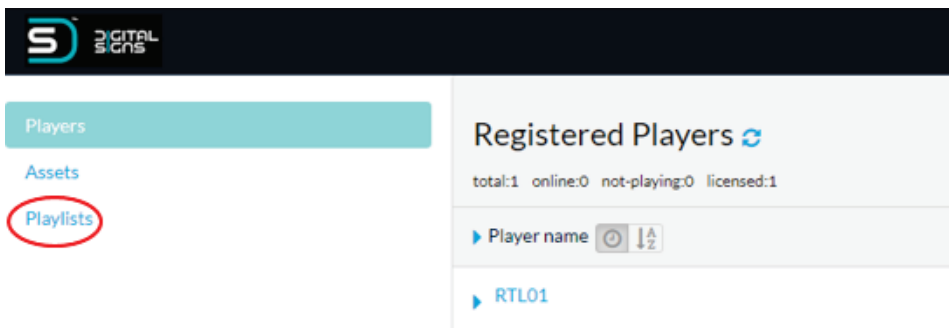 SD DIGITAL
SIGNS
Players
Assets
Playlists
Registered Players
total:1 online:0 not-playing:0 licensed:1
Player name
RTL01